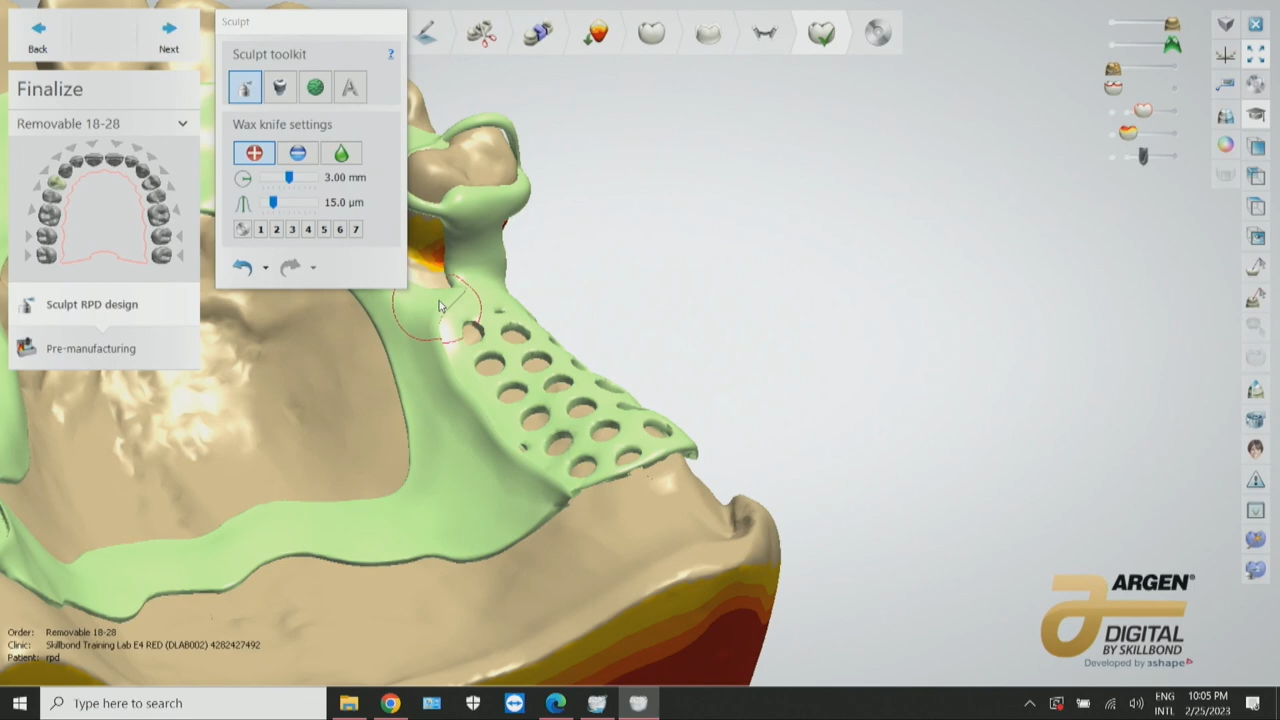 Sculpt
Back
Next
Sculpt toolkit
?
A
Finalize
Wax knife settings
Removable 18-28
3.00 mm
15.0 µm
1 2 3 4 5 6 7
Sculpt RPD design
Pre-manufacturing
ARGEN®
DIGITAL
BY SKILLBOND
Developed by 3shape
Order: Removable 18-28
Clinic: Skillbond Training Lab E4 RED (DLAB002) 4282427492
Patient: rpd
Type here to search
ENG
INTL
10:05 PM
2/25/2023